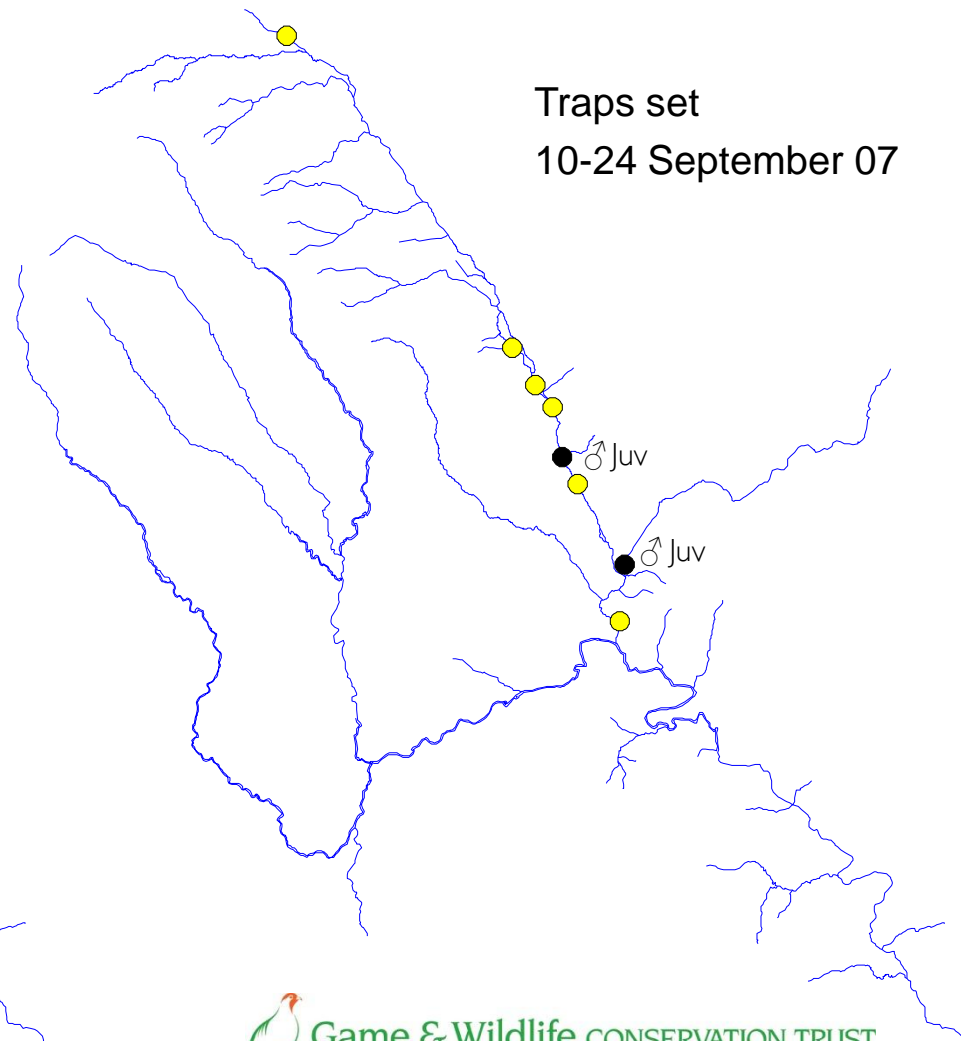 Traps set
10-24 September 07
♂ Juv
♂ Juv
Game & Wildlife CONSERVATION TRUST